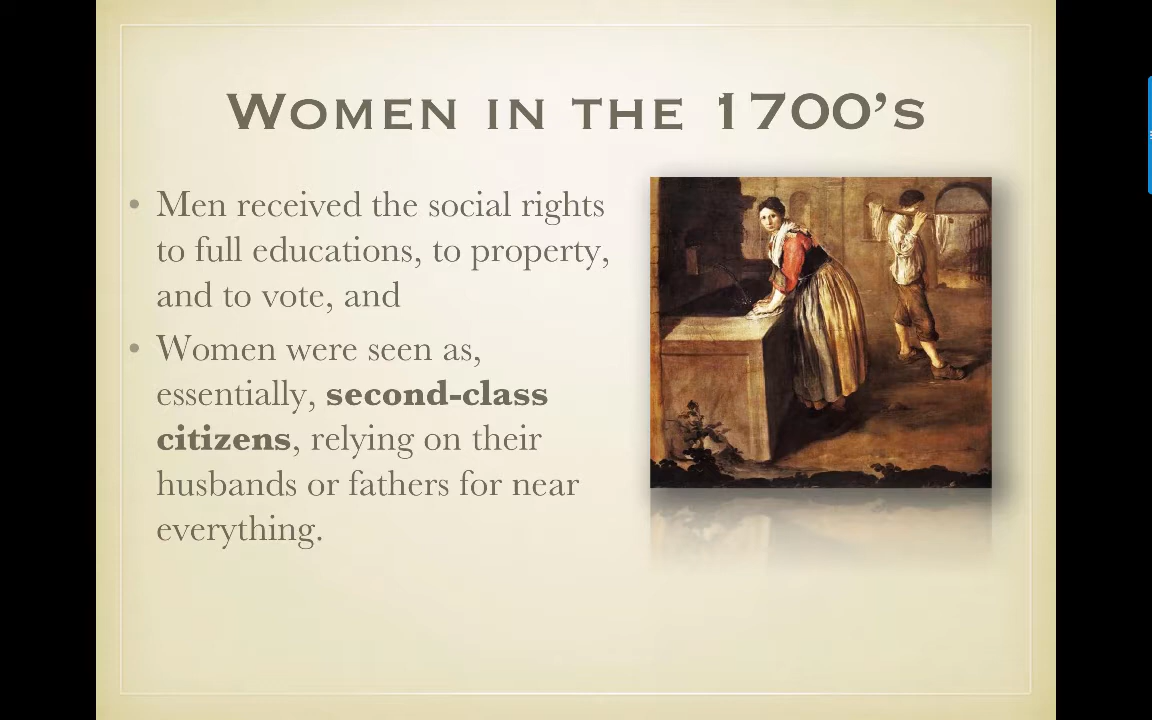 WOMEN IN THE 1700'S
• Men received the social rights
to full educations, to property,
and to vote, and
• Women were seen as,
essentially, second-class
citizens, relying on their
husbands or fathers for near
everything.